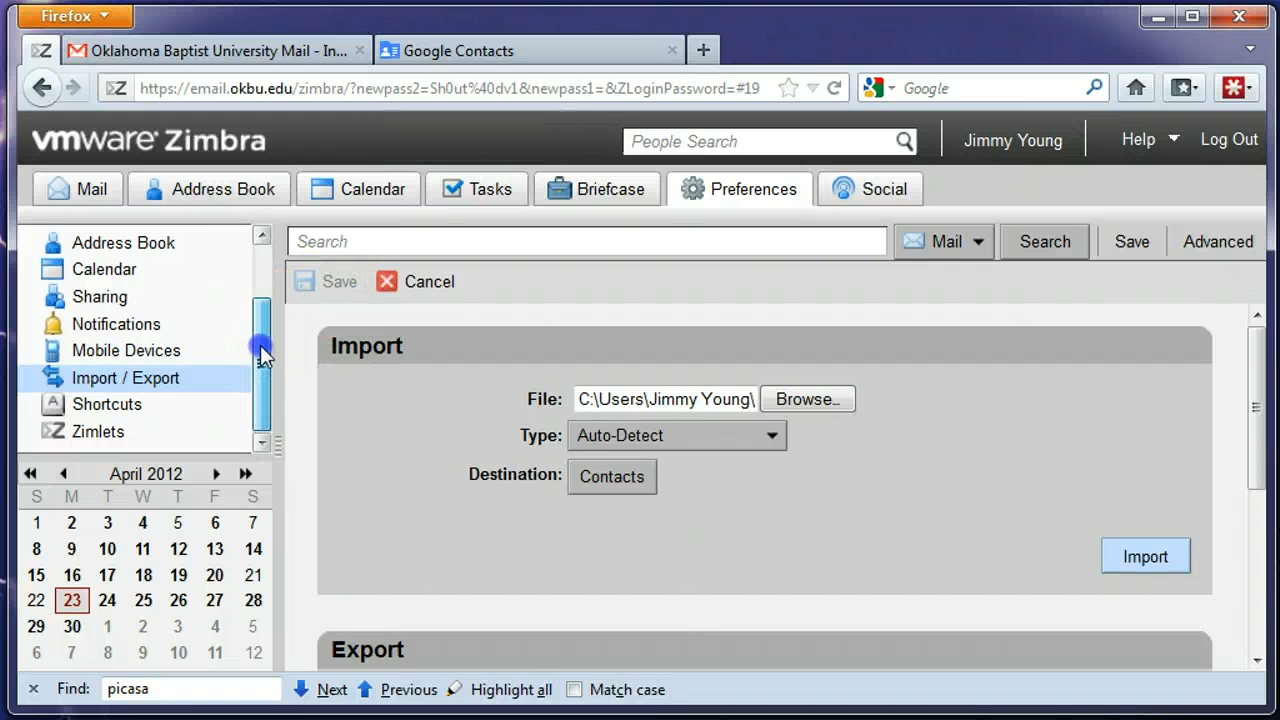 Firefox
Oklahoma Baptist University Mail - In...
Google Contacts
https://email.okbu.edu/zimbra/?newpass2=Sh0ut%40dv1&newpass1=&ZLoginPassword=#19
Google
vmware Zimbra
People Search
Jimmy Young
Help
Log Out
Mail
Address Book
Calendar
Tasks
Briefcase
Preferences
Social
Search
Mail
Search
Save
Advanced
Address Book
Calendar
Sharing
Notifications
Mobile Devices
Import / Export
Shortcuts
Zimlets
Save
Cancel
Import
File: C:\Users\Jimmy Young\ Browse...
Type: Auto-Detect
Destination: Contacts
Import
Export
April 2012
S M T W T F S
1 2 3 4 5 6 7
8 9 10 11 12 13 14
15 16 17 18 19 20 21
22 23 24 25 26 27 28
29 30 1 2 3 4 5
6 7 8 9 10 11 12
Find: picasa Next Previous Highlight all Match case